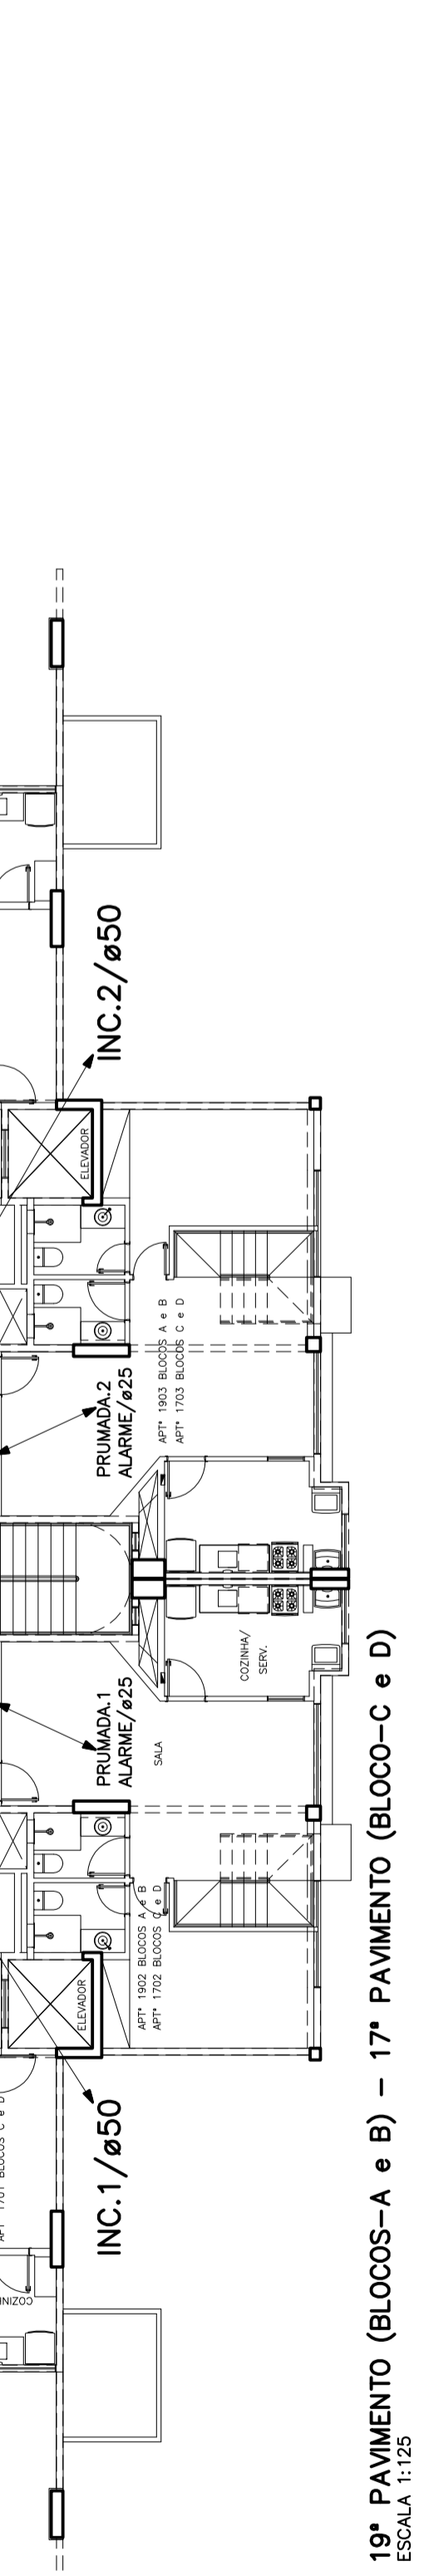 INC.2/ø50
ELEVADOR
PRUMADA.2
ALARME/ø25
APTº 1903 BLOCOS A e B
APTº 1703 BLOCOS C e D
COZINHA/
SERV.
PRUMADA.1
ALARME/ø25
SALA
APTº 1902 BLOCOS A e B
APTº 1702 BLOCOS C e D
ELEVADOR
INC.1/ø50
1701 BLOCOS C e D
19º PAVIMENTO (BLOCOS-A e B) - 17º PAVIMENTO (BLOCO-C e D)
ESCALA 1:125